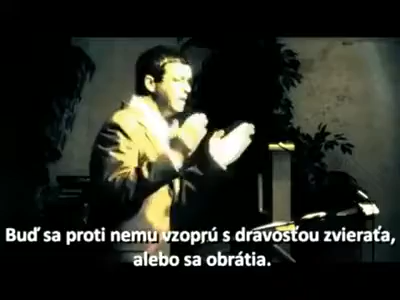 Buď sa proti nemu vzoprú s dravosťou zvieraťa,
alebo sa obrátia.